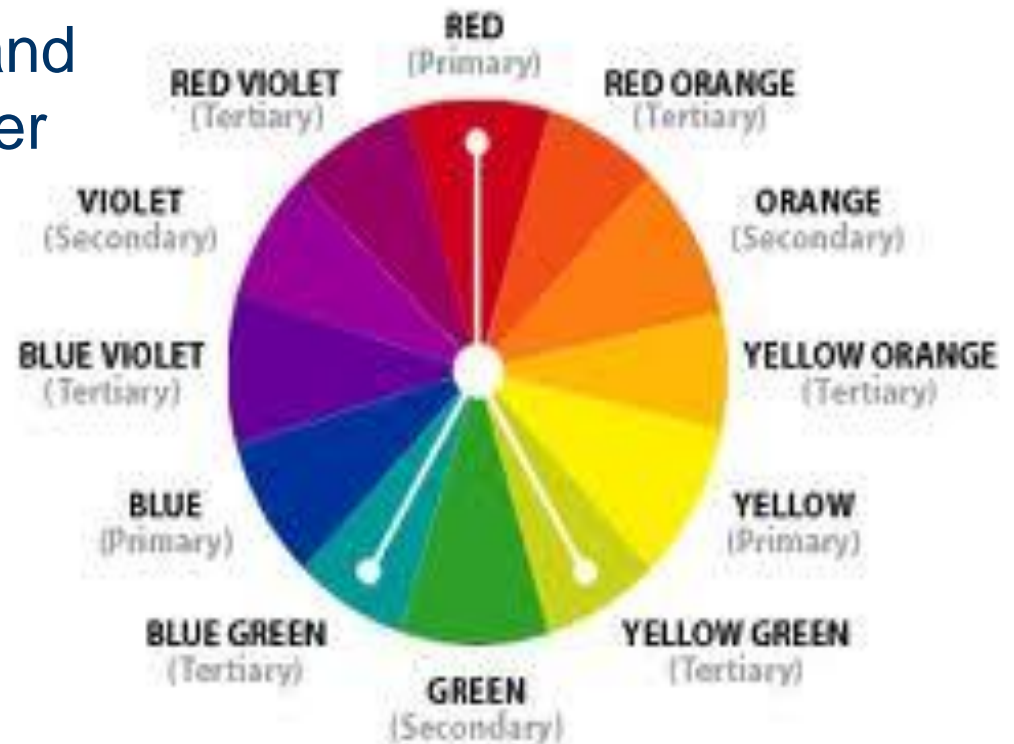 and
er
RED
(Primary)
RED VIOLET
(Tertiary)
RED ORANGE
(Tertiary)
VIOLET
(Secondary)
ORANGE
(Secondary)
BLUE VIOLET
(Tertiary)
YELLOW ORANGE
(Tertiary)
BLUE
(Primary)
YELLOW
(Primary)
BLUE GREEN
(Tertiary)
YELLOW GREEN
(Tertiary)
GREEN
(Secondary)